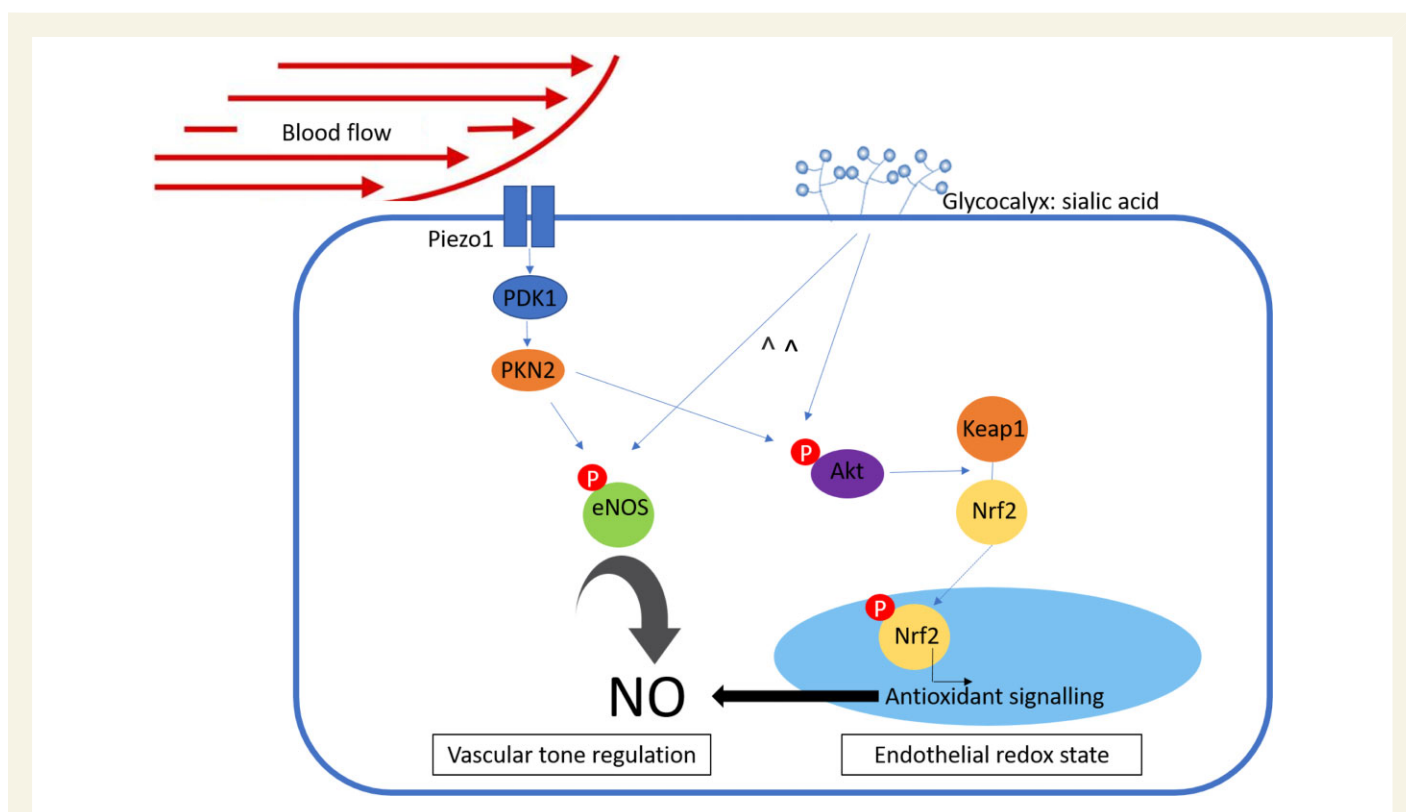 Blood flow
Glycocalyx: sialic acid
Piezo1
PDK1
^ ^
PKN2
Keap1
P
Akt
P
eNOS
Nrf2
P
Nrf2
NO
Antioxidant signalling
Vascular tone regulation
Endothelial redox state